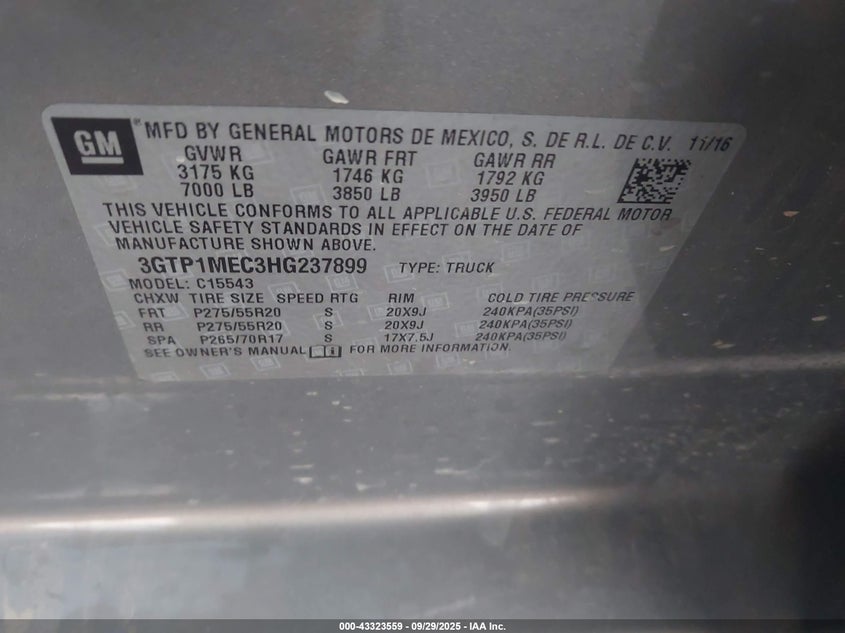 GM
® MFD BY GENERAL MOTORS DE MEXICO, S. DE R.L. DE C.V. 11/16
GVWR GAWR FRT GAWR RR
3175 KG 1746 KG 1792 KG
7000 LB 3850 LB 3950 LB
THIS VEHICLE CONFORMS TO ALL APPLICABLE U.S. FEDERAL MOTOR
VEHICLE SAFETY STANDARDS IN EFFECT ON THE DATE OF
MANUFACTURE SHOWN ABOVE.
3GTP1MEC3HG237899 TYPE: TRUCK
MODEL: C15543
CHXW TIRE SIZE SPEED RTG RIM COLD TIRE PRESSURE
FRT P275/55R20 S 20X9J 240KPA(35PSI)
RR P275/55R20 S 20X9J 240KPA(35PSI)
SPA P265/70R17 S 17X7.5J 240KPA(35PSI)
SEE OWNER'S MANUAL FOR MORE INFORMATION.
000-43323559 - 09/29/2025 - IAA Inc.